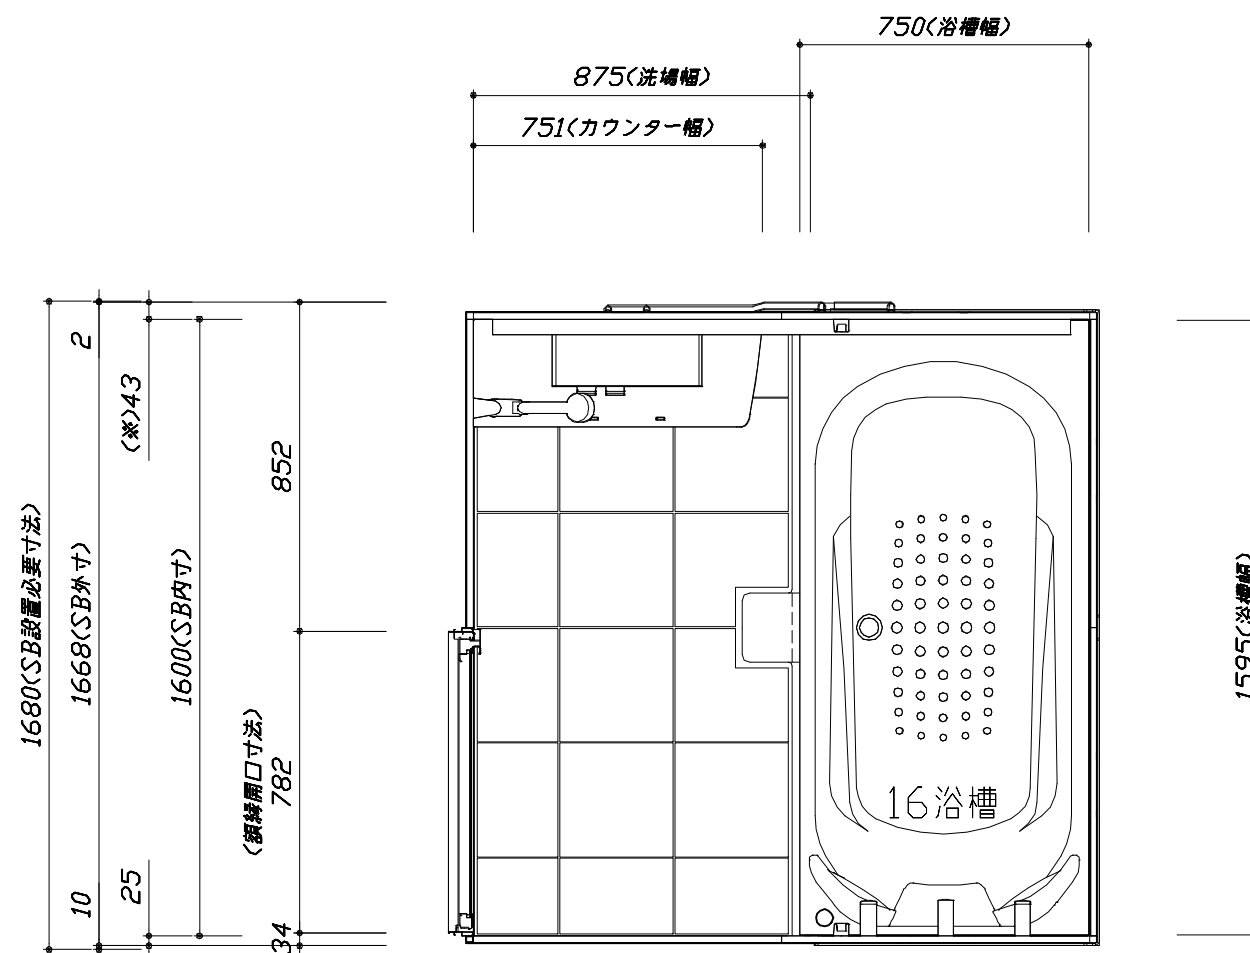 750(浴槽幅)
875(洗場幅)
751(カウンター幅)
2
(※)43
852
1680(SB設置必要寸法)
1668(SB外寸)
1600(SB内寸)
1595(浴槽幅)
(額縁開口寸法)
782
16浴槽
25
10
34